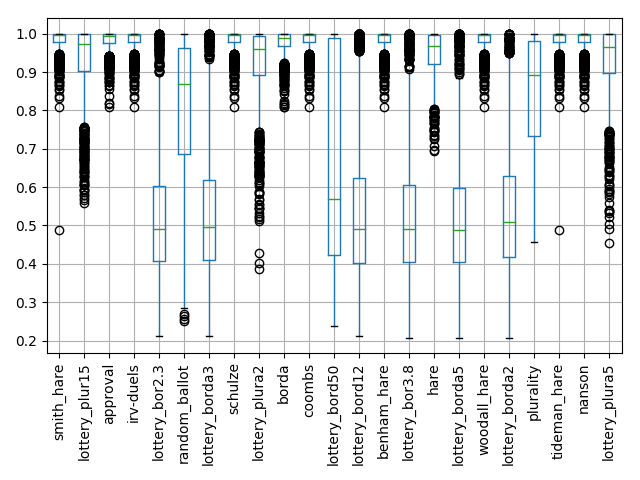 1.0
0.9
0.8
0.7
0.6
0.5
0.4
0.3
0.2
smith_hare
lottery_plur15
approval
irv-duels
lottery_bor2.3
random_ballot
lottery_borda3
schulze
lottery_plura2
borda
coombs
lottery_bord50
lottery_bord12
benham_hare
lottery_bor3.8
hare
lottery_borda5
woodall_hare
lottery_borda2
plurality
tideman_hare
nanson
lottery_plura5